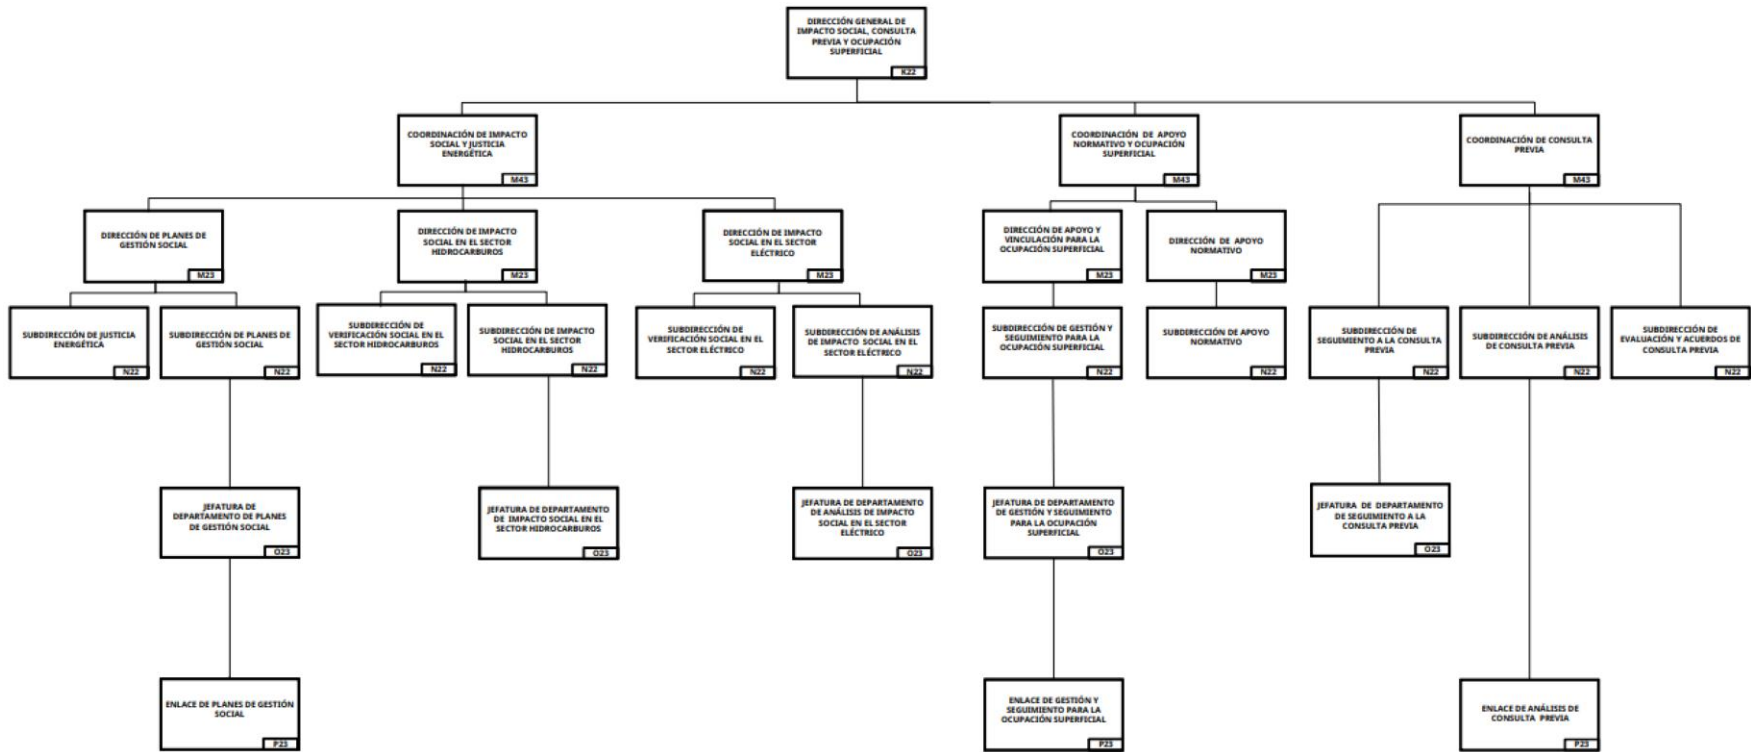 DIRECCIÓN GENERAL DE
IMPACTO SOCIAL, CONSULTA
PREVIA Y OCUPACIÓN
SUPERFICIAL
K22
COORDINACIÓN DE IMPACTO
SOCIAL Y JUSTICIA
ENERGÉTICA
M43
COORDINACIÓN DE APOYO
NORMATIVO Y OCUPACIÓN
SUPERFICIAL
M43
COORDINACIÓN DE CONSULTA
PREVIA
M43
DIRECCIÓN DE PLANES DE
GESTIÓN SOCIAL
M23
DIRECCIÓN DE IMPACTO
SOCIAL EN EL SECTOR
HIDROCARBUROS
M23
DIRECCIÓN DE IMPACTO
SOCIAL EN EL SECTOR
ELÉCTRICO
M23
DIRECCIÓN DE APOYO Y
VINCULACIÓN PARA LA
OCUPACIÓN SUPERFICIAL
M23
DIRECCIÓN DE APOYO
NORMATIVO
M23
SUBDIRECCIÓN DE JUSTICIA
ENERGÉTICA
N22
SUBDIRECCIÓN DE PLANES DE
GESTIÓN SOCIAL
N22
SUBDIRECCIÓN DE
VERIFICACIÓN SOCIAL EN EL
SECTOR HIDROCARBUROS
N22
SUBDIRECCIÓN DE IMPACTO
SOCIAL EN EL SECTOR
HIDROCARBUROS
N22
SUBDIRECCIÓN DE
VERIFICACIÓN SOCIAL EN EL
SECTOR ELÉCTRICO
N22
SUBDIRECCIÓN DE ANÁLISIS
DE IMPACTO SOCIAL EN EL
SECTOR ELÉCTRICO
N22
SUBDIRECCIÓN DE GESTIÓN Y
SEGUIMIENTO PARA LA
OCUPACIÓN SUPERFICIAL
N22
SUBDIRECCIÓN DE APOYO
NORMATIVO
N22
SUBDIRECCIÓN DE
SEGUIMIENTO A LA CONSULTA
PREVIA
N22
SUBDIRECCIÓN DE ANÁLISIS
DE CONSULTA PREVIA
N22
SUBDIRECCIÓN DE
EVALUACIÓN Y ACUERDOS DE
CONSULTA PREVIA
N22
JEFATURA DE
DEPARTAMENTO DE PLANES
DE GESTIÓN SOCIAL
O23
JEFATURA DE DEPARTAMENTO
DE IMPACTO SOCIAL EN EL
SECTOR HIDROCARBUROS
O23
JEFATURA DE DEPARTAMENTO
DE ANÁLISIS DE IMPACTO
SOCIAL EN EL SECTOR
ELÉCTRICO
O23
JEFATURA DE DEPARTAMENTO
DE GESTIÓN Y SEGUIMIENTO
PARA LA OCUPACIÓN
SUPERFICIAL
O23
JEFATURA DE DEPARTAMENTO
DE SEGUIMIENTO A LA
CONSULTA PREVIA
O23
ENLACE DE PLANES DE GESTIÓN
SOCIAL
P23
ENLACE DE GESTIÓN Y
SEGUIMIENTO PARA LA
OCUPACIÓN SUPERFICIAL
P23
ENLACE DE ANÁLISIS DE
CONSULTA PREVIA
P23